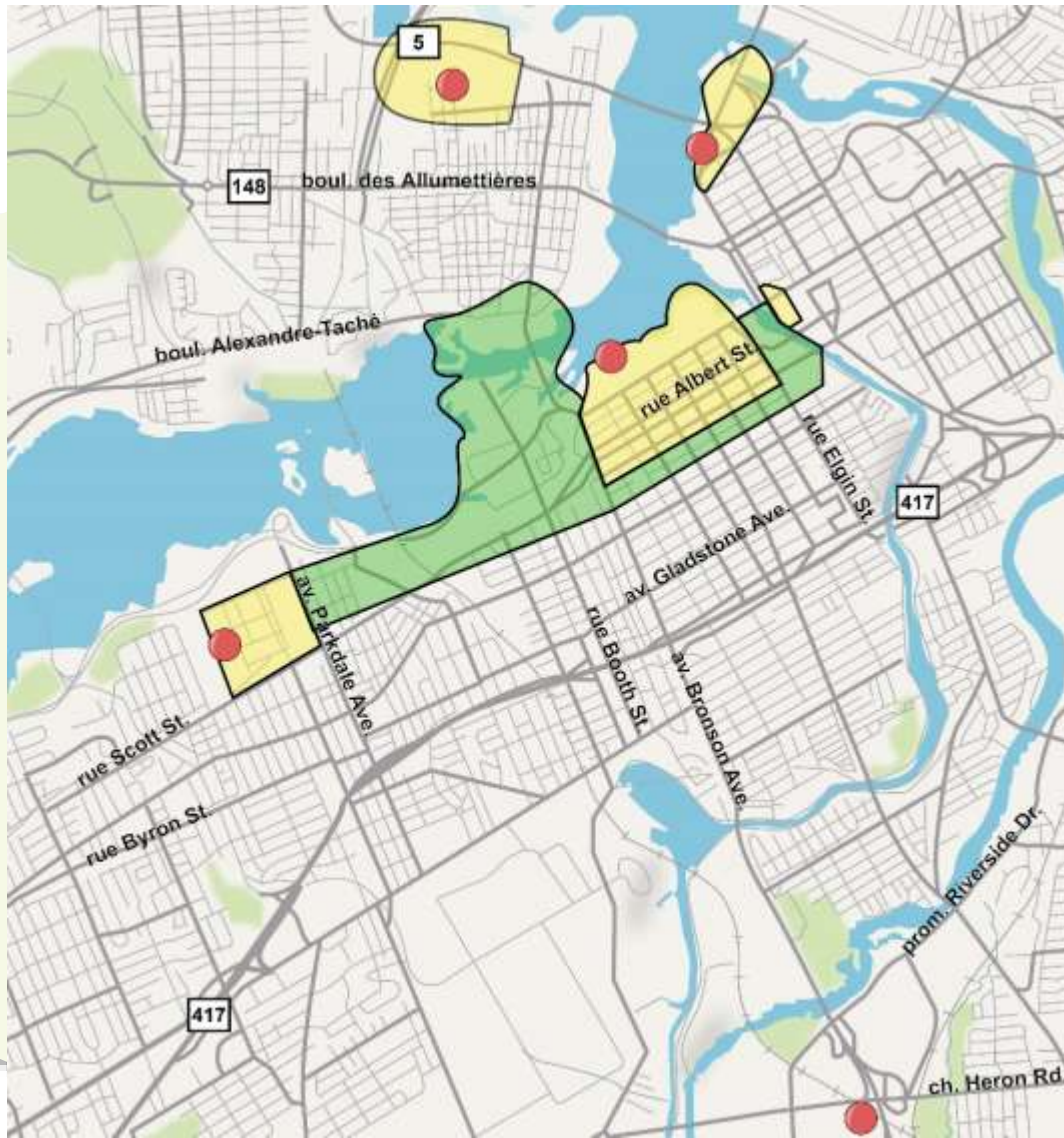 5
148
boul. des Allumettières
boul. Alexandre-Taché
rue Albert St.
rue Elgin St.
417
av. Gladstone Ave.
av. Parkdale Ave.
rue Booth St.
av. Bronson Ave.
rue Scott St.
rue Byron St.
prom. Riverside Dr.
417
ch. Heron Rd